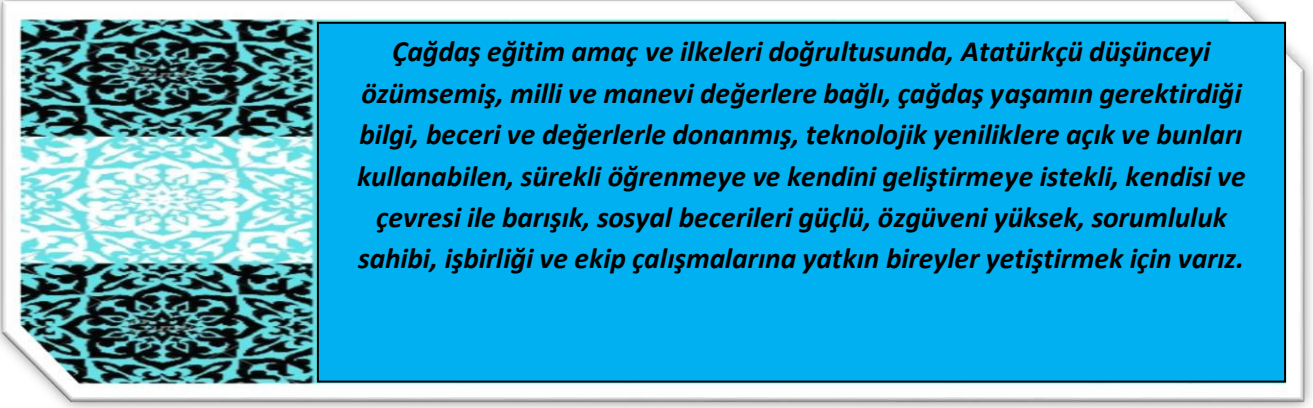 Çağdaş eğitim amaç ve ilkeleri doğrultusunda, Atatürkçü düşünceyi
özümsemiş, milli ve manevi değerlere bağlı, çağdaş yaşamın gerektirdiği
bilgi, beceri ve değerlerle donanmış, teknolojik yeniliklere açık ve bunları
kullanabilen, sürekli öğrenmeye ve kendini geliştirmeye istekli, kendisi ve
çevresi ile barışık, sosyal becerileri güçlü, özgüveni yüksek, sorumluluk
sahibi, işbirliği ve ekip çalışmalarına yatkın bireyler yetiştirmek için varız.